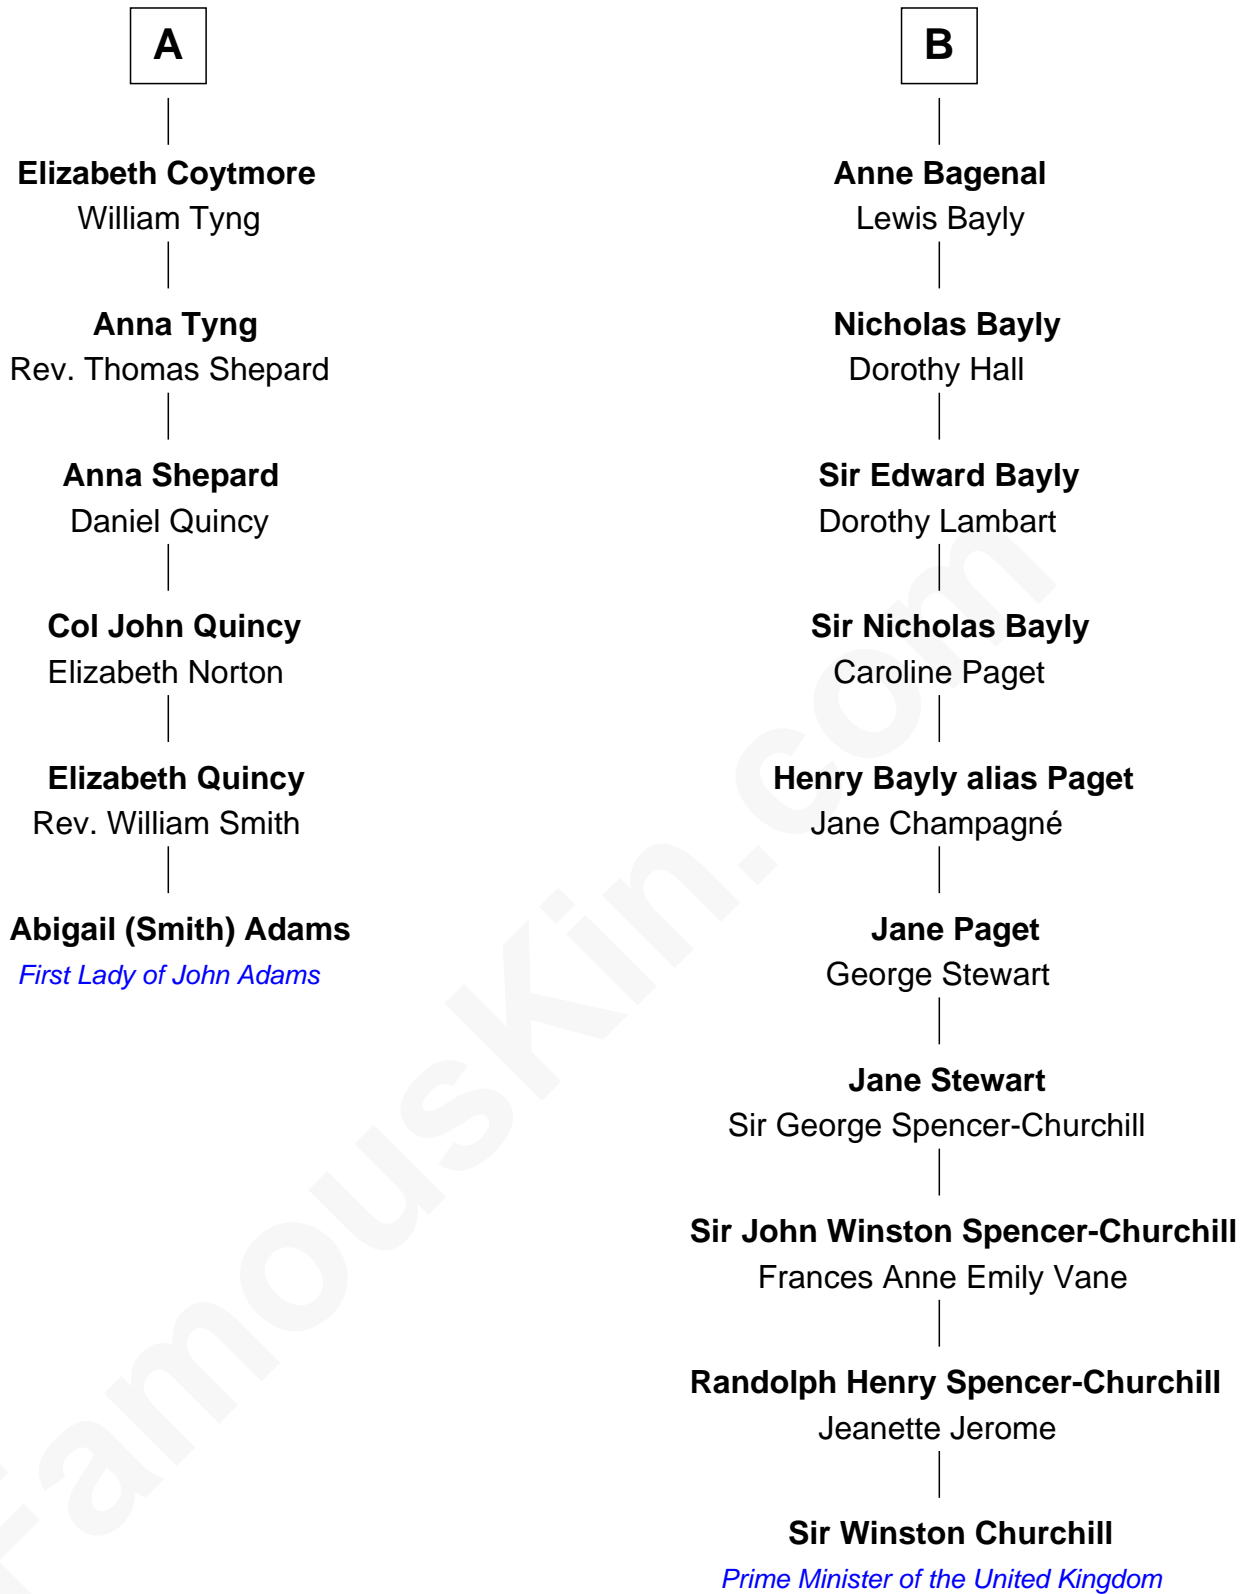 A
Elizabeth Coytmore
William Tyng
Anna Tyng
Rev. Thomas Shepard
Anna Shepard
Daniel Quincy
Col John Quincy
Elizabeth Norton
Elizabeth Quincy
Rev. William Smith
Abigail (Smith) Adams
First Lady of John Adams
B
Anne Bagenal
Lewis Bayly
Nicholas Bayly
Dorothy Hall
Sir Edward Bayly
Dorothy Lambart
Sir Nicholas Bayly
Caroline Paget
Henry Bayly alias Paget
Jane Champagné
Jane Paget
George Stewart
Jane Stewart
Sir George Spencer-Churchill
Sir John Winston Spencer-Churchill
Frances Anne Emily Vane
Randolph Henry Spencer-Churchill
Jeanette Jerome
Sir Winston Churchill
Prime Minister of the United Kingdom
FamousKin.com